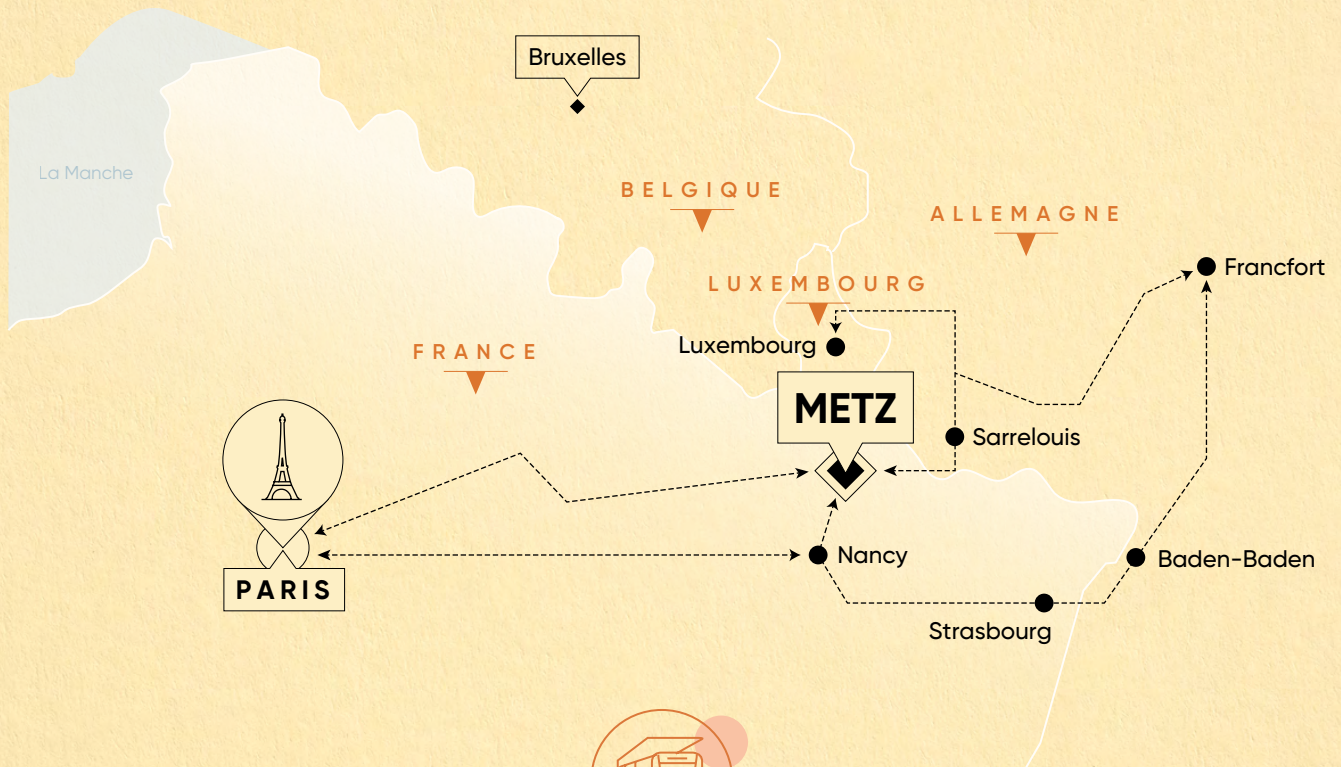 Bruxelles
La Manche
BELGIQUE
ALLEMAGNE
Francfort
LUXEMBOURG
Luxembourg
FRANCE
METZ
Sarrelouis
Nancy
Baden-Baden
PARIS
Strasbourg